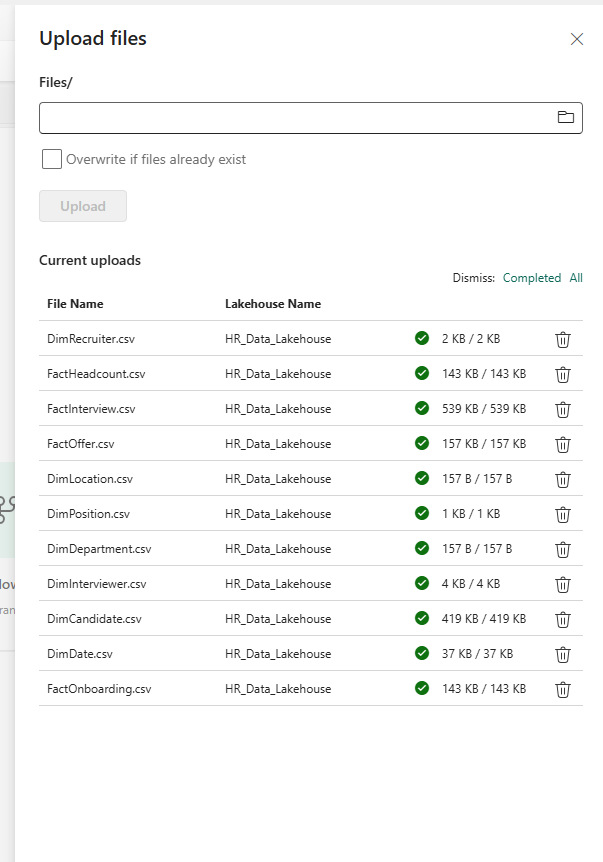 Upload files
Files/
Overwrite if files already exist
Upload
Current uploads
Dismiss: Completed All
File Name Lakehouse Name
DimRecruiter.csv HR_Data_Lakehouse 2 KB / 2 KB
FactHeadcount.csv HR_Data_Lakehouse 143 KB / 143 KB
FactInterview.csv HR_Data_Lakehouse 539 KB / 539 KB
FactOffer.csv HR_Data_Lakehouse 157 KB / 157 KB
DimLocation.csv HR_Data_Lakehouse 157 B / 157 B
DimPosition.csv HR_Data_Lakehouse 1 KB / 1 KB
DimDepartment.csv HR_Data_Lakehouse 157 B / 157 B
DimInterviewer.csv HR_Data_Lakehouse 4 KB / 4 KB
DimCandidate.csv HR_Data_Lakehouse 419 KB / 419 KB
DimDate.csv HR_Data_Lakehouse 37 KB / 37 KB
FactOnboarding.csv HR_Data_Lakehouse 143 KB / 143 KB